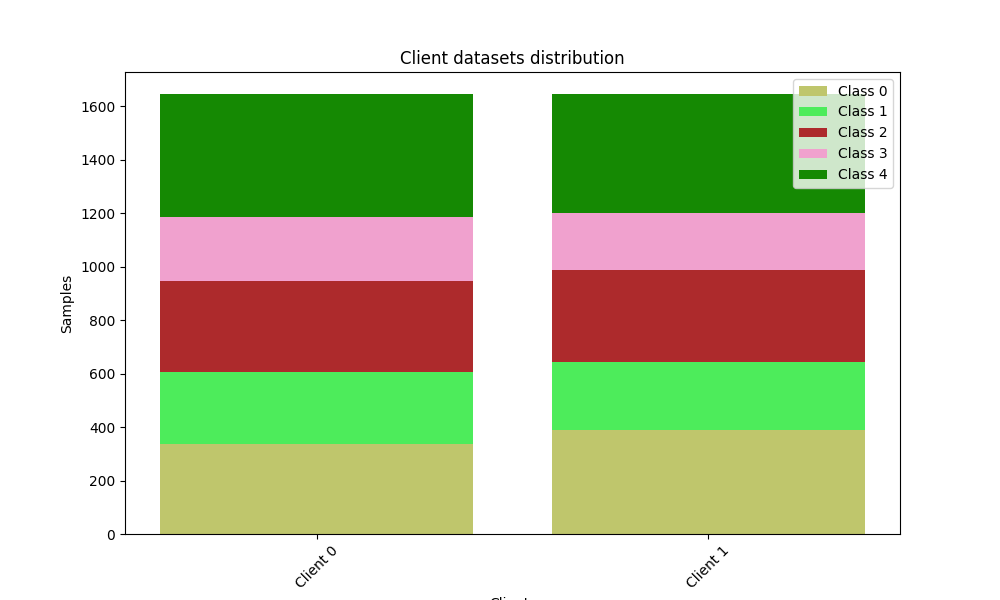 Client datasets distribution
Samples
1600
1400
1200
1000
800
600
400
200
0
Class 0
Class 1
Class 2
Class 3
Class 4
Client 0
Client 1